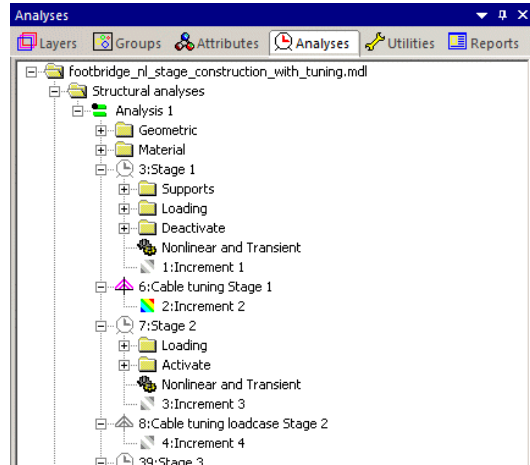 Analyses
Layers Groups Attributes Analyses Utilities Reports
footbridge_nl_stage_construction_with_tuning.mdl
Structural analyses
Analysis 1
Geometric
Material
3:Stage 1
Supports
Loading
Deactivate
Nonlinear and Transient
1:Increment 1
6:Cable tuning Stage 1
2:Increment 2
7:Stage 2
Loading
Activate
Nonlinear and Transient
3:Increment 3
8:Cable tuning loadcase Stage 2
4:Increment 4
39:Stage 3